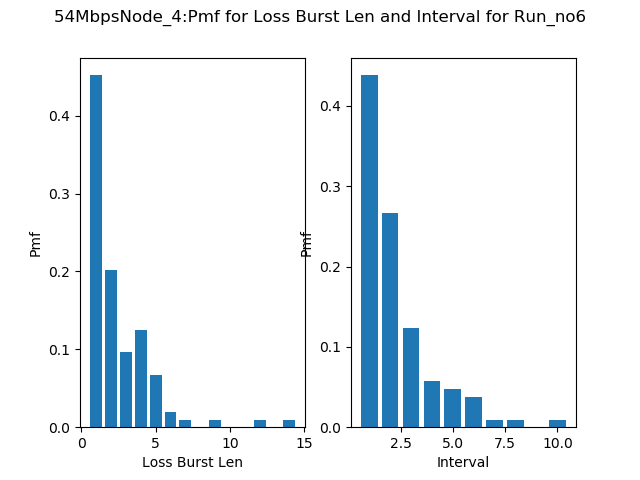 54MbpsNode_4:Pmf for Loss Burst Len and Interval for Run_no6
Pmf
0.4
0.3
0.2
0.1
0.0
0 5 10 15
Loss Burst Len
Pmf
0.4
0.3
0.2
0.1
0.0
2.5 5.0 7.5 10.0
Interval